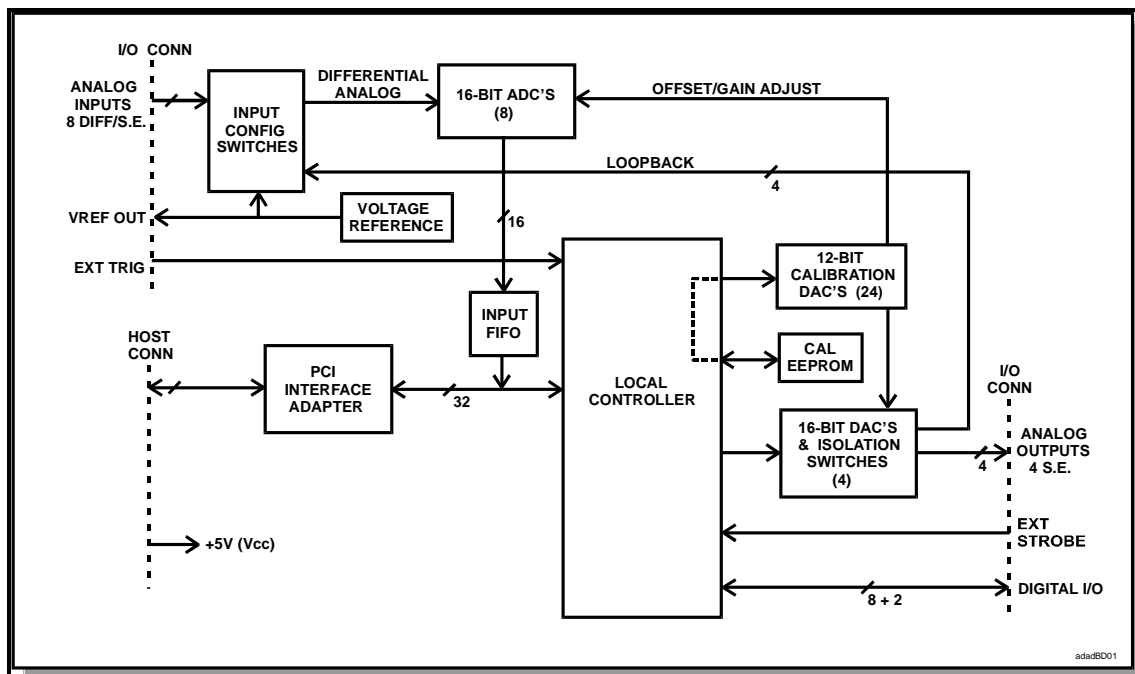 I/O CONN
ANALOG
INPUTS
8 DIFF/S.E.
INPUT
CONFIG
SWITCHES
DIFFERENTIAL
ANALOG
16-BIT ADC'S
(8)
OFFSET/GAIN ADJUST
LOOPBACK
4
VREF OUT
VOLTAGE
REFERENCE
16
EXT TRIG
12-BIT
CALIBRATION
DAC'S (24)
INPUT
FIFO
HOST
CONN
PCI
INTERFACE
ADAPTER
32
LOCAL
CONTROLLER
CAL
EEPROM
I/O
CONN
16-BIT DAC'S
& ISOLATION
SWITCHES
(4)
4
ANALOG
OUTPUTS
4 S.E.
+5V (Vcc)
EXT
STROBE
8 + 2
DIGITAL I/O
adadBD01